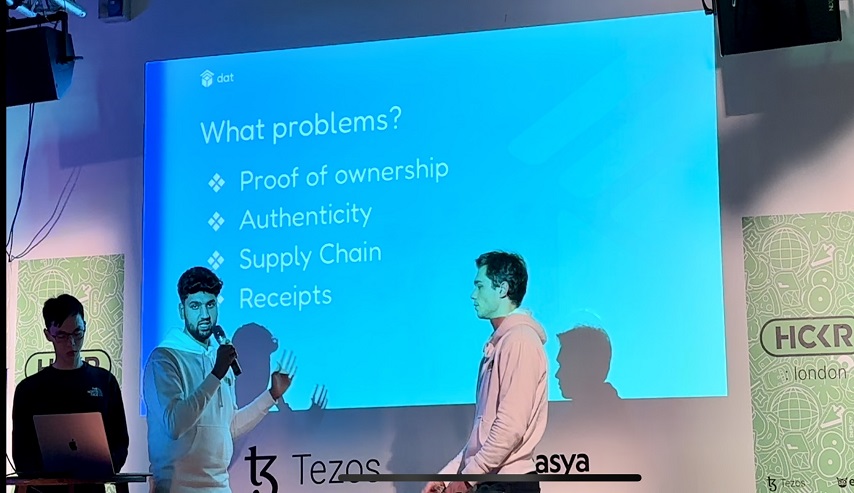 dat
What problems?
Proof of ownership
Authenticity
Supply Chain
Receipts
HCKR
: london
Tezos
asya
Tezos